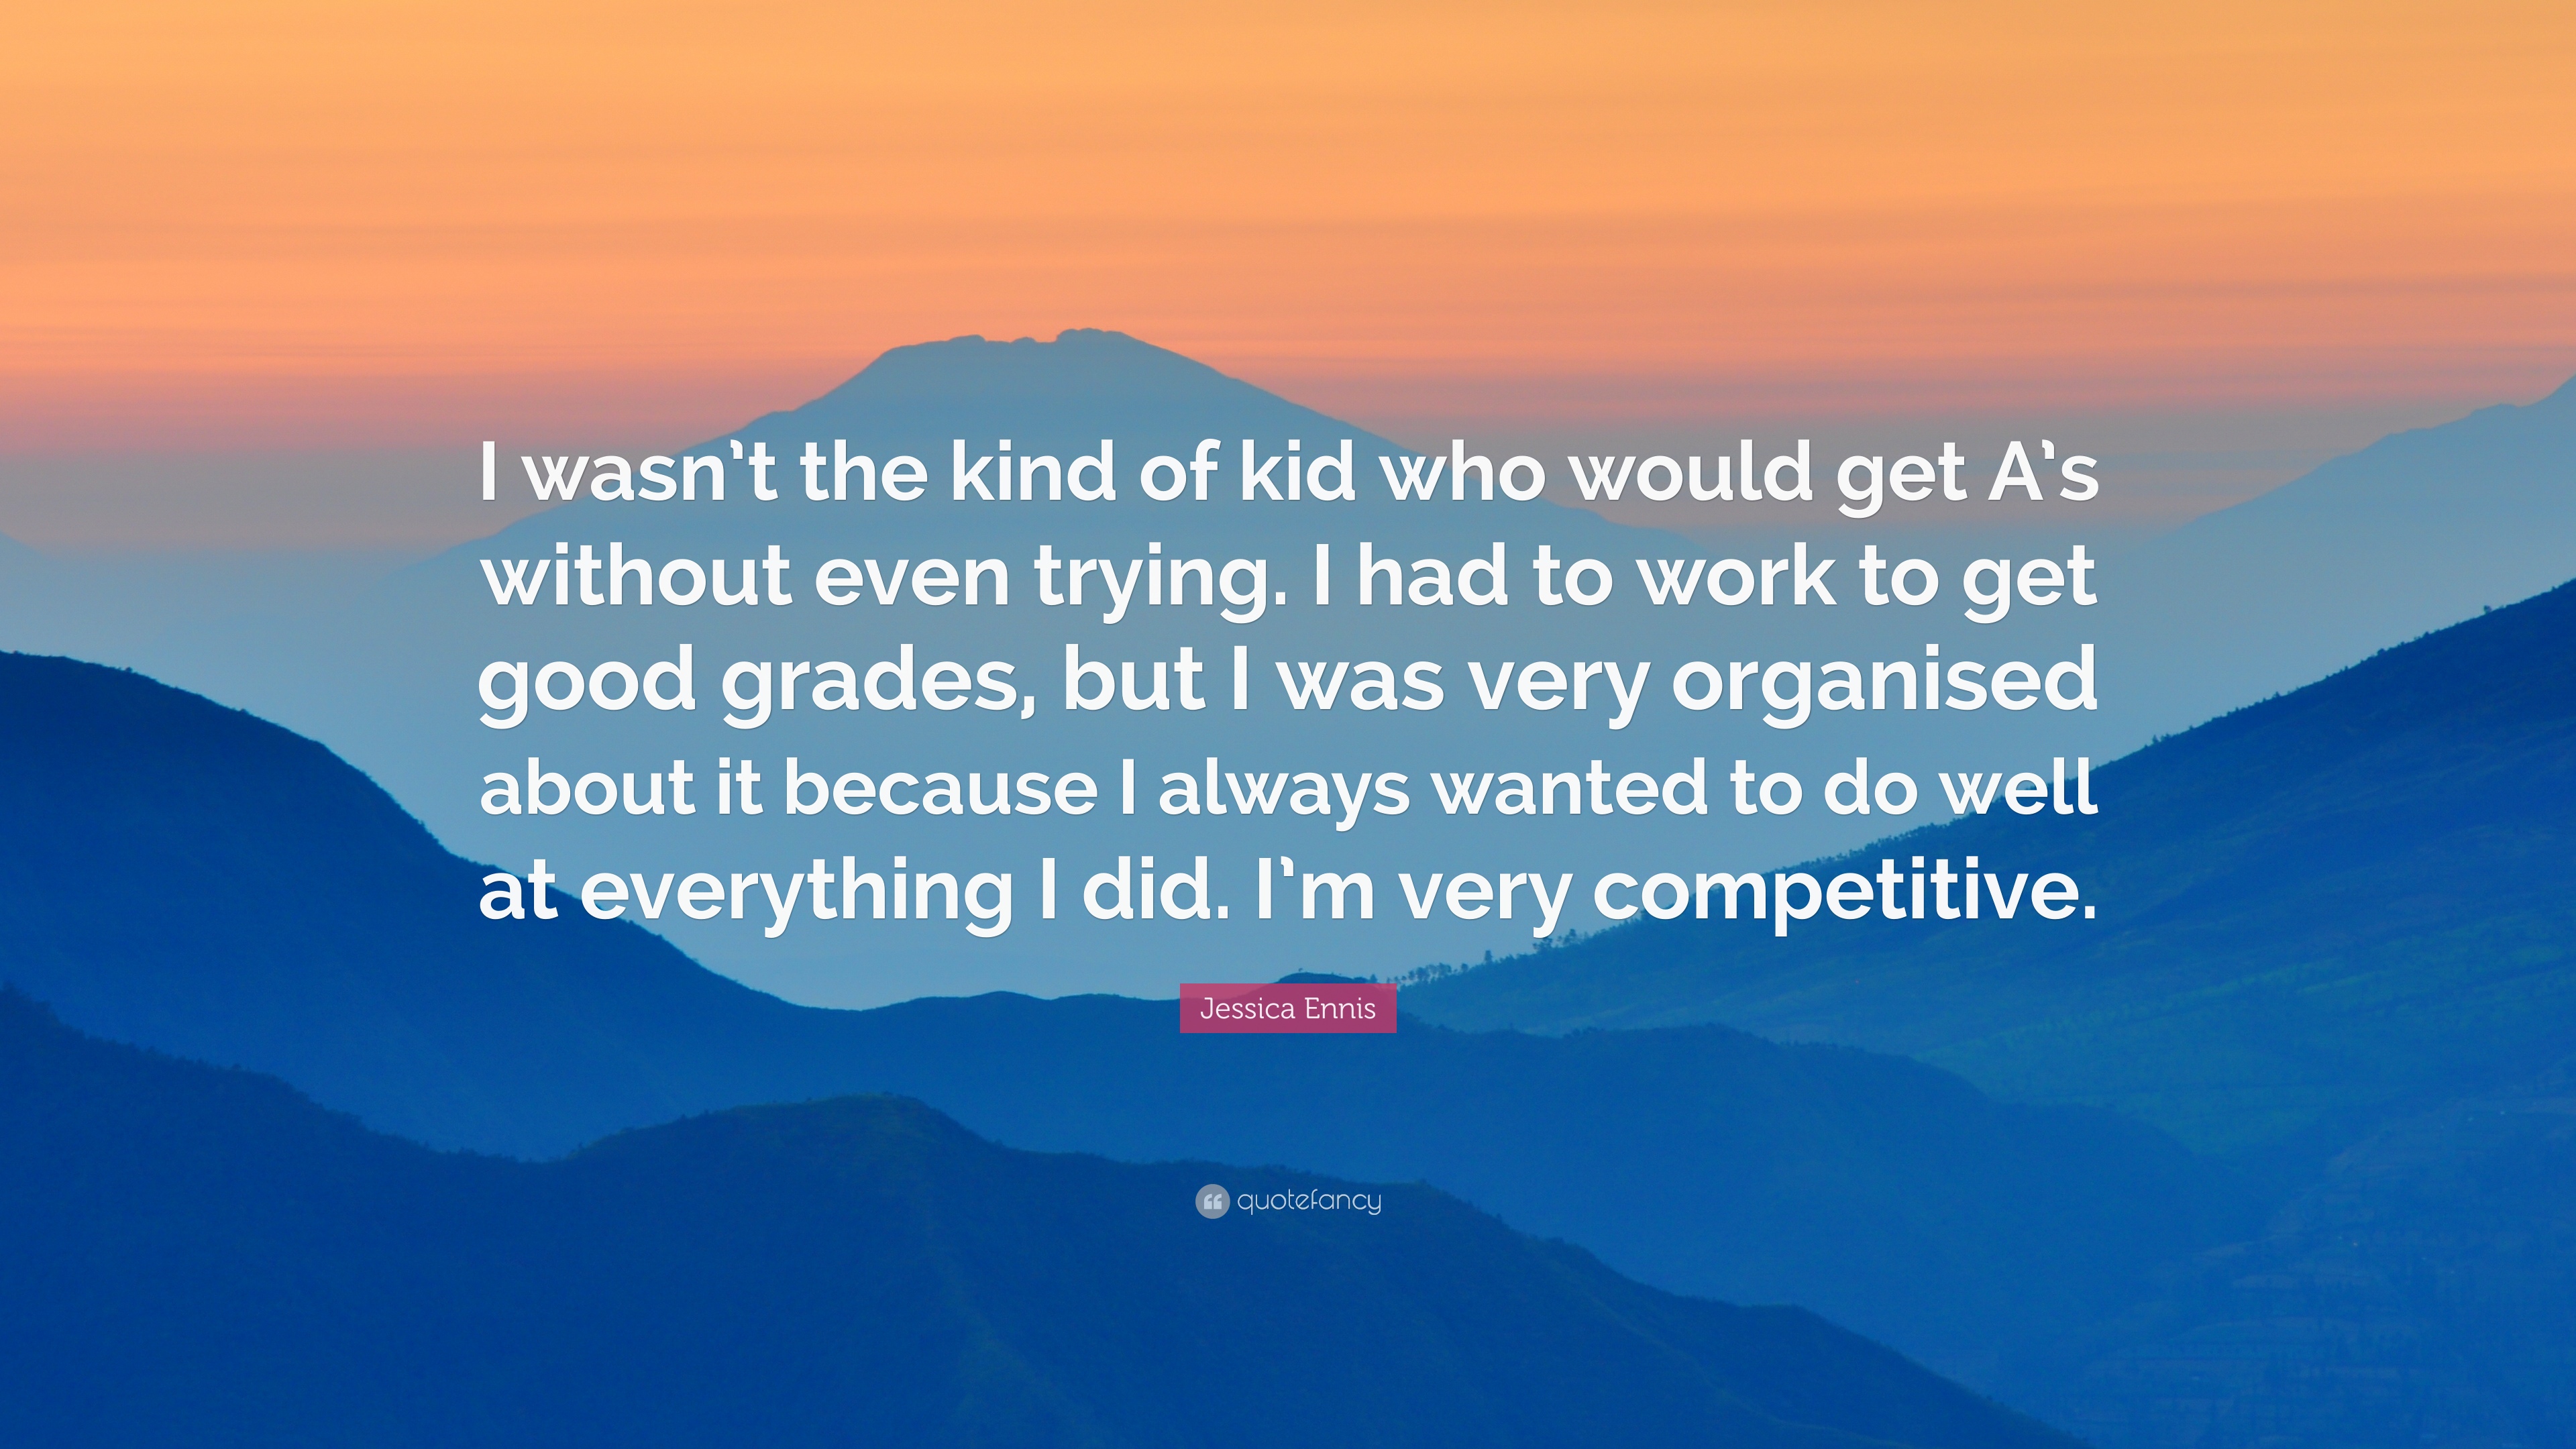 I wasn’t the kind of kid who would get A’s
without even trying. I had to work to get
good grades, but I was very organised
about it because I always wanted to do well
at everything I did. I’m very competitive.
Jessica Ennis
quotefancy